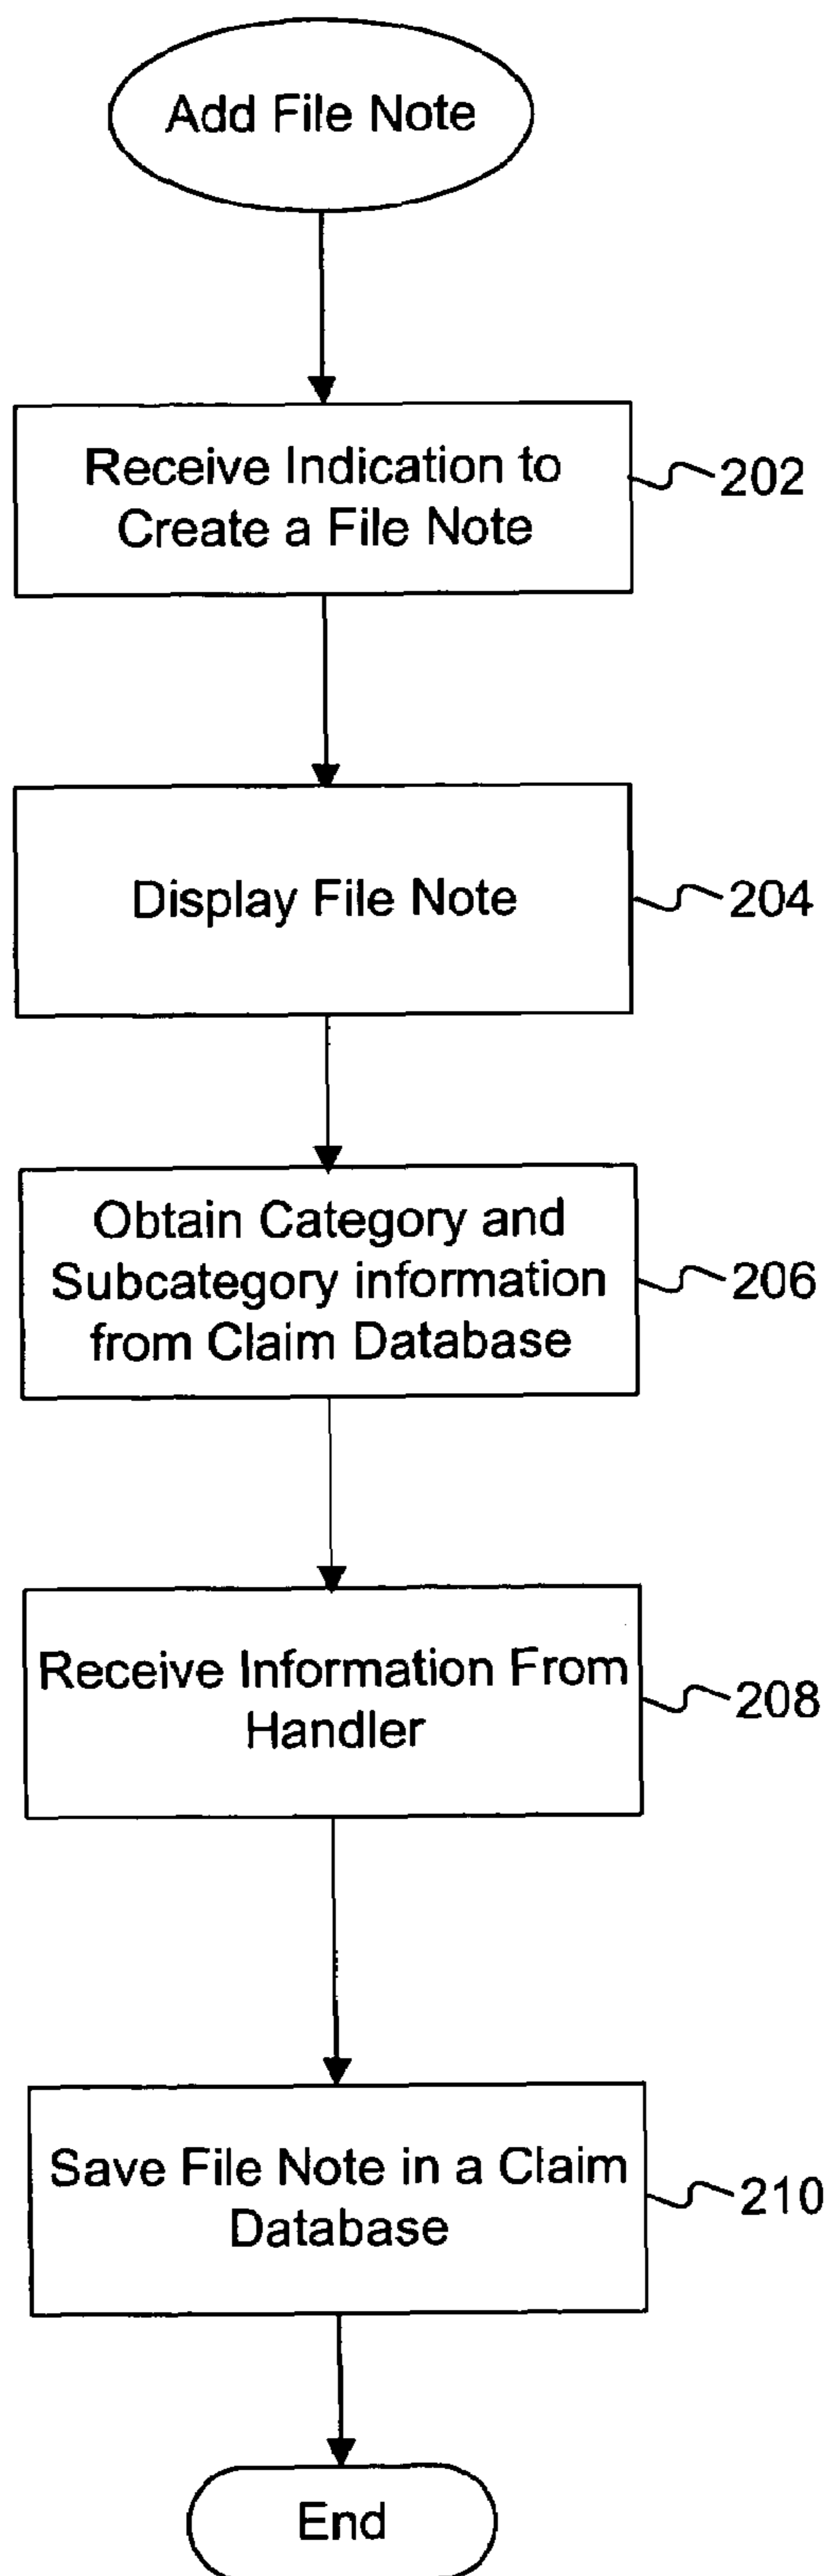 Add File Note
Receive Indication to
Create a File Note
202
Display File Note
204
Obtain Category and
Subcategory information
from Claim Database
206
Receive Information From
Handler
208
Save File Note in a Claim
Database
210
End